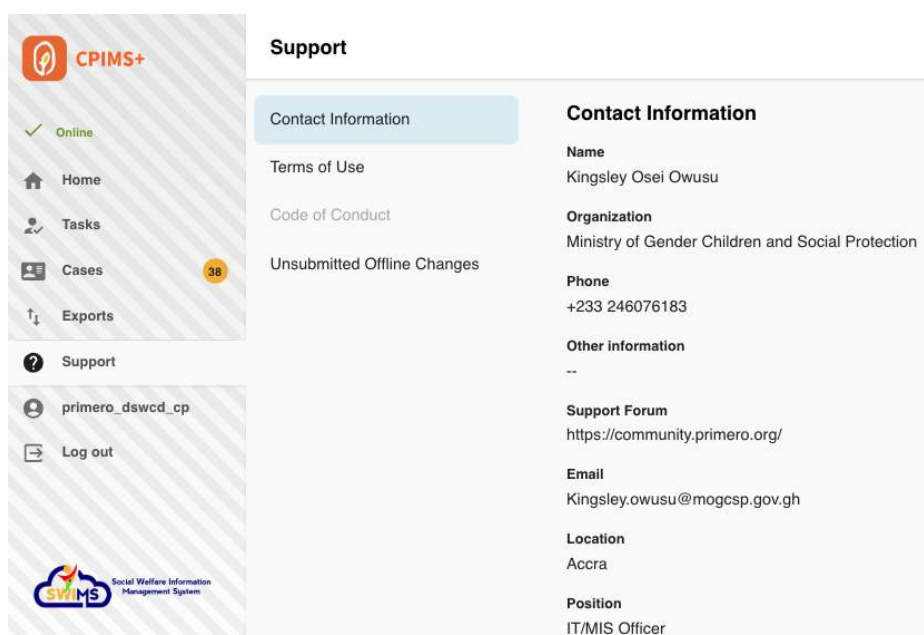 CPIMS+
Online
Home
Tasks
Cases
38
Exports
Support
primero_dswcd_cp
Log out
SWIMS
Social Welfare Information
Management System
Support
Contact Information
Terms of Use
Code of Conduct
Unsubmitted Offline Changes
Contact Information
Name
Kingsley Osei Owusu
Organization
Ministry of Gender Children and Social Protection
Phone
+233 246076183
Other information
--
Support Forum
https://community.primero.org/
Email
Kingsley.owusu@mogcsp.gov.gh
Location
Accra
Position
IT/MIS Officer